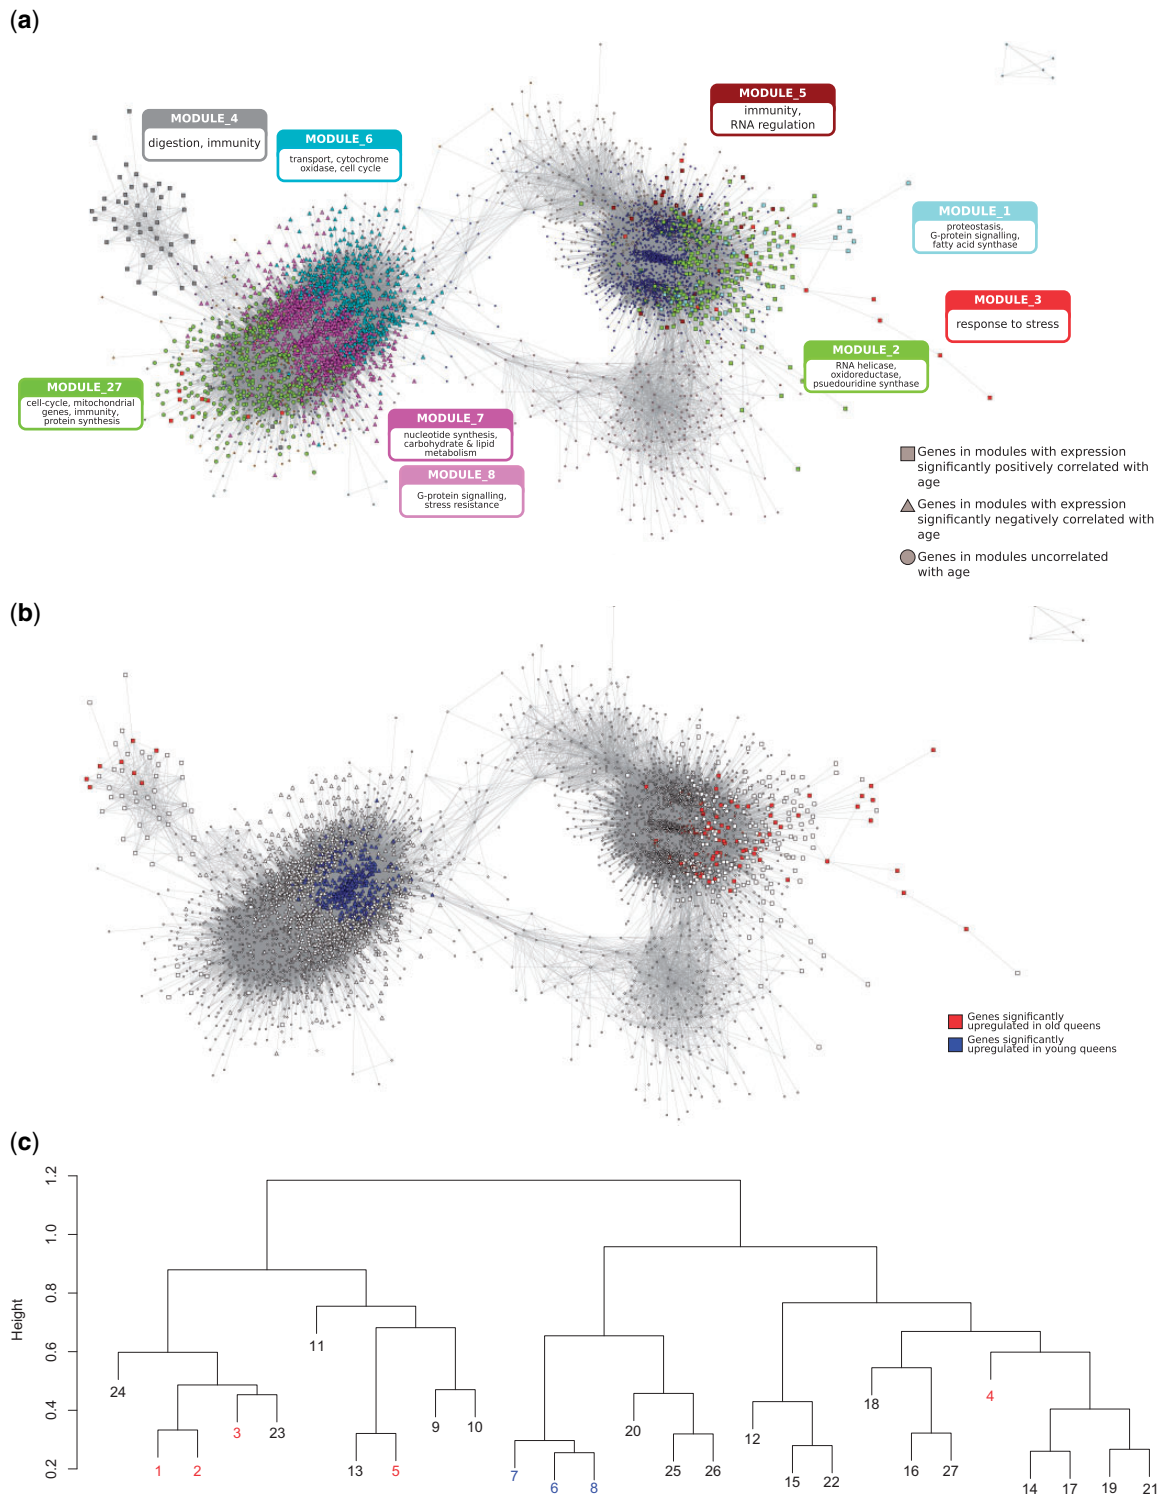 (a)
MODULE_4
digestion, immunity
MODULE_6
transport, cytochrome
oxidase, cell cycle
MODULE_5
immunity,
RNA regulation
MODULE_1
proteostasis,
G-protein signalling,
fatty acid synthase
MODULE_3
response to stress
MODULE_2
RNA helicase,
oxidoreductase,
psuedouridine synthase
MODULE_27
cell-cycle, mitochondrial
genes, immunity,
protein synthesis
MODULE_7
nucleotide synthesis,
carbohydrate & lipid
metabolism
MODULE_8
G-protein signalling,
stress resistance
Genes in modules with expression
significantly positively correlated with
age
Genes in modules with expression
significantly negatively correlated with
age
Genes in modules uncorrelated
with age
(b)
Genes significantly
upregulated in old queens
Genes significantly
upregulated in young queens
(c)
Height
1.2
1.0
0.8
0.6
0.4
0.2
24
1
2
3
23
11
13
5
9
10
7
6
8
20
25
26
12
15
22
18
16
27
4
14
17
19
21